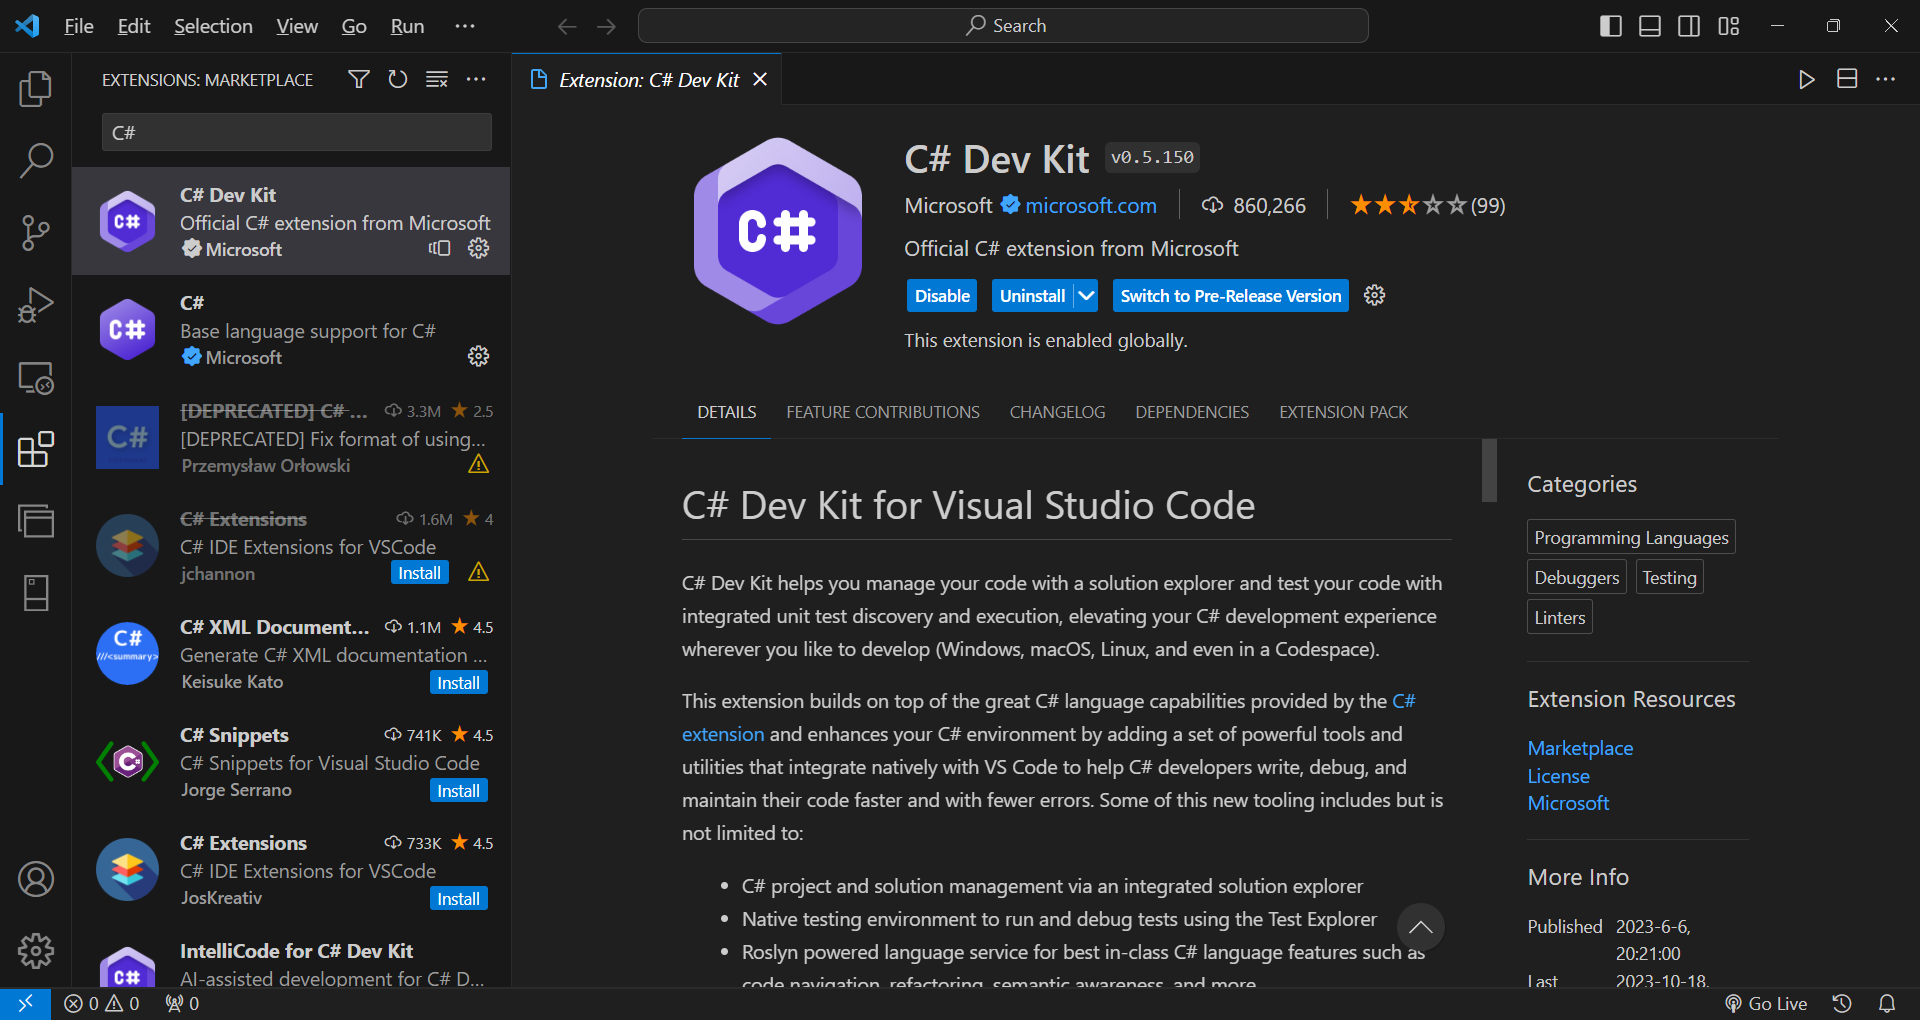 File Edit Selection View Go Run ···
Search
EXTENSIONS: MARKETPLACE
C#
C# Dev Kit
Official C# extension from Microsoft
Microsoft
C#
Base language support for C#
Microsoft
[DEPRECATED] C# ... 3.3M 2.5
[DEPRECATED] Fix format of using...
Przemysław Orłowski
C# Extensions 1.6M 4
C# IDE Extensions for VSCode
jchannon Install
C# XML Document... 1.1M 4.5
Generate C# XML documentation ...
Keisuke Kato Install
C# Snippets 741K 4.5
C# Snippets for Visual Studio Code
Jorge Serrano Install
C# Extensions 733K 4.5
C# IDE Extensions for VSCode
JosKreativ Install
IntelliCode for C# Dev Kit
AI-assisted development for C# D...
C#
C#
C#
C#
///<summary>
C#
C#
Extension: C# Dev Kit
C#
C# Dev Kit v0.5.150
Microsoft microsoft.com 860,266 (99)
Official C# extension from Microsoft
Disable Uninstall Switch to Pre-Release Version
This extension is enabled globally.
DETAILS FEATURE CONTRIBUTIONS CHANGELOG DEPENDENCIES EXTENSION PACK
C# Dev Kit for Visual Studio Code
C# Dev Kit helps you manage your code with a solution explorer and test your code with
integrated unit test discovery and execution, elevating your C# development experience
wherever you like to develop (Windows, macOS, Linux, and even in a Codespace).
This extension builds on top of the great C# language capabilities provided by the C#
extension and enhances your C# environment by adding a set of powerful tools and
utilities that integrate natively with VS Code to help C# developers write, debug, and
maintain their code faster and with fewer errors. Some of this new tooling includes but is
not limited to:
• C# project and solution management via an integrated solution explorer
• Native testing environment to run and debug tests using the Test Explorer
• Roslyn powered language service for best in-class C# language features such as
code navigation, refactoring, semantic awareness, and more
Categories
Programming Languages
Debuggers Testing
Linters
Extension Resources
Marketplace
License
Microsoft
More Info
Published 2023-6-6,
20:21:00
Last 2023-10-18,
0 0 0
Go Live